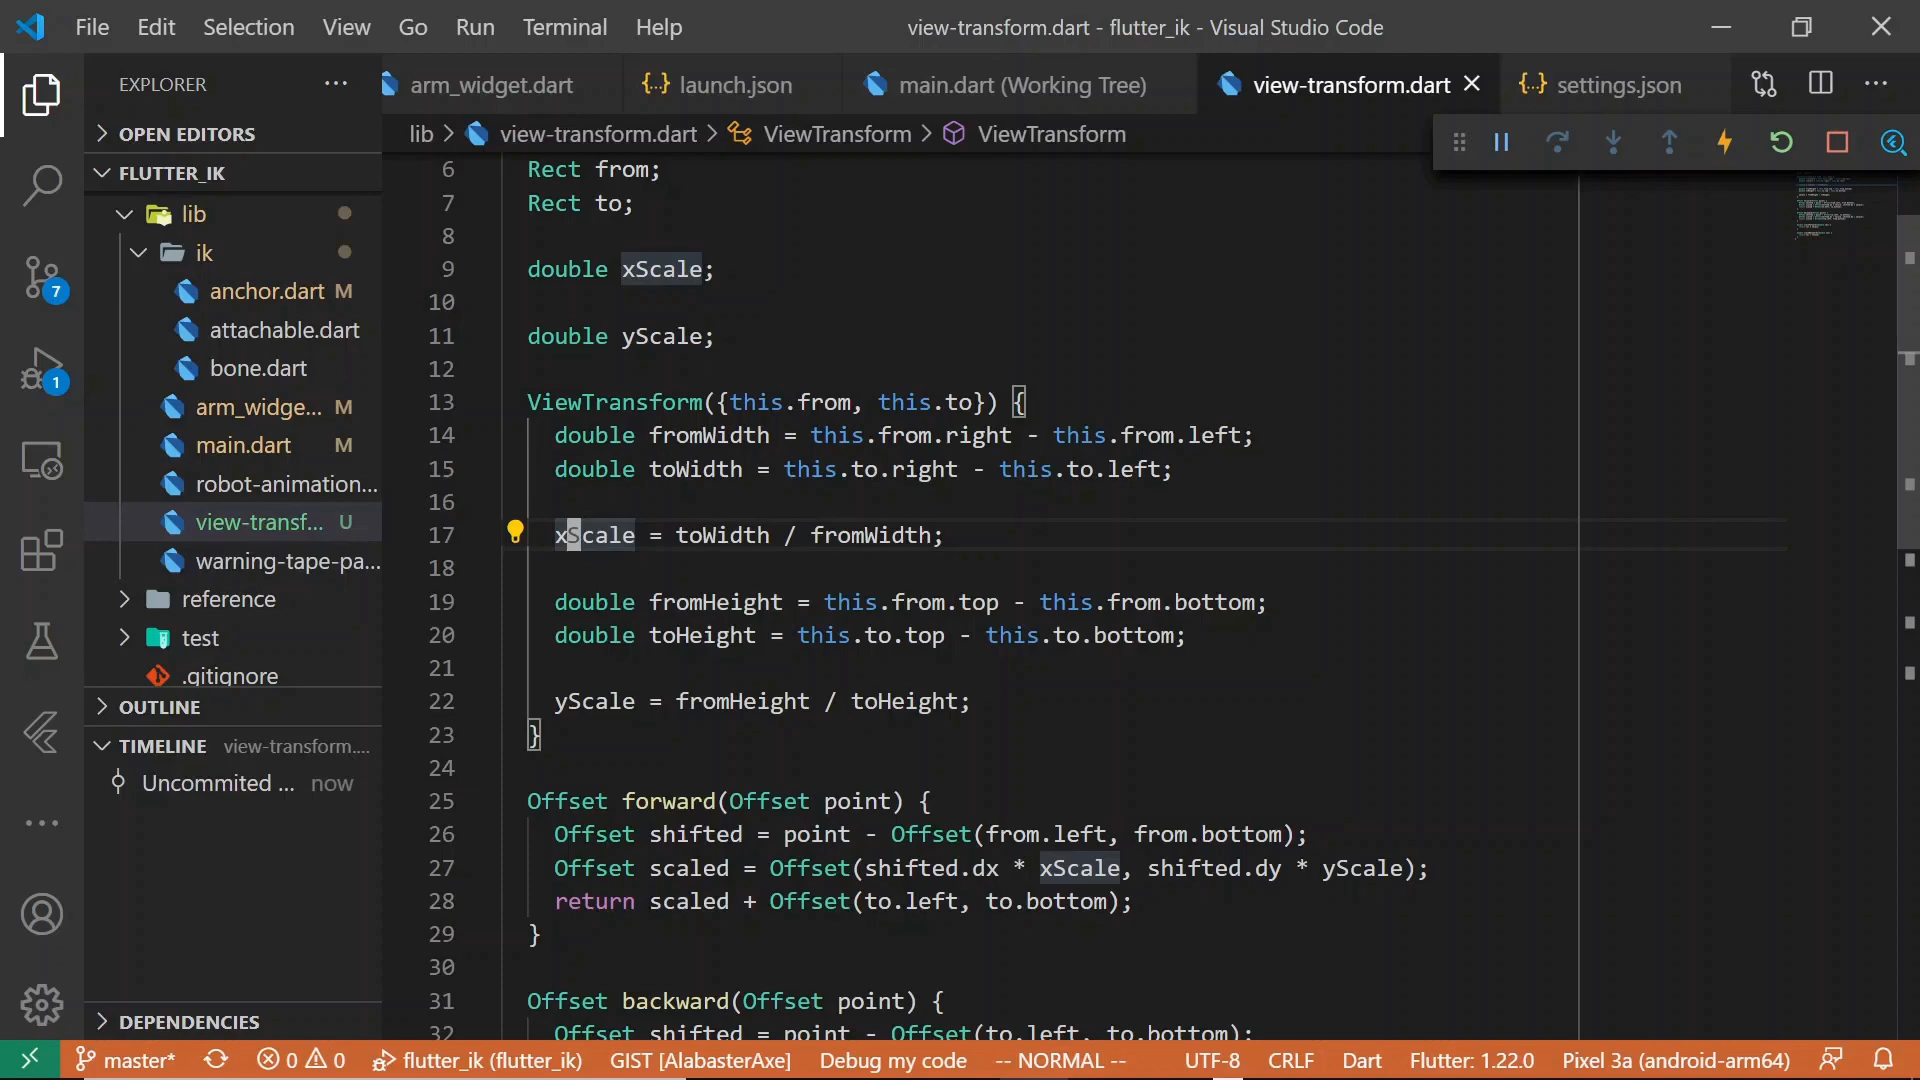 File Edit Selection View Go Run Terminal Help
view-transform.dart - flutter_ik - Visual Studio Code
EXPLORER
arm_widget.dart
launch.json
main.dart (Working Tree)
view-transform.dart
settings.json
OPEN EDITORS
FLUTTER_IK
lib
ik
anchor.dart M
attachable.dart
bone.dart
arm_widge... M
main.dart M
robot-animation...
view-transf... U
warning-tape-pa...
reference
test
.gitignore
OUTLINE
TIMELINE view-transform....
Uncommited ... now
DEPENDENCIES
7
1
lib > view-transform.dart > ViewTransform > ViewTransform
6 Rect from;
7 Rect to;
8
9 double xScale;
10
11 double yScale;
12
13 ViewTransform({this.from, this.to}) {
14 double fromWidth = this.from.right - this.from.left;
15 double toWidth = this.to.right - this.to.left;
16
17 xScale = toWidth / fromWidth;
18
19 double fromHeight = this.from.top - this.from.bottom;
20 double toHeight = this.to.top - this.to.bottom;
21
22 yScale = fromHeight / toHeight;
23 }
24
25 Offset forward(Offset point) {
26 Offset shifted = point - Offset(from.left, from.bottom);
27 Offset scaled = Offset(shifted.dx * xScale, shifted.dy * yScale);
28 return scaled + Offset(to.left, to.bottom);
29 }
30
31 Offset backward(Offset point) {
32 Offset shifted = point - Offset(to.left, to.bottom);
master* 0 0 flutter_ik (flutter_ik) GIST [AlabasterAxe] Debug my code -- NORMAL -- UTF-8 CRLF Dart Flutter: 1.22.0 Pixel 3a (android-arm64)